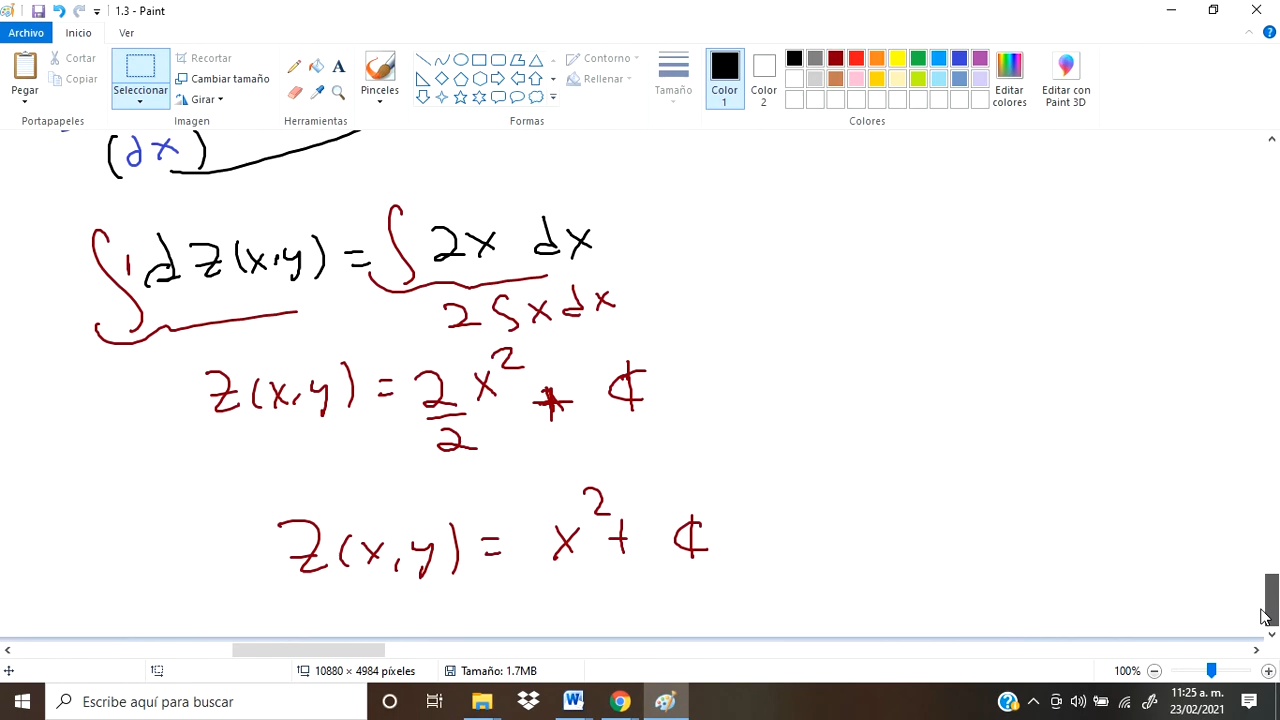 1.3 - Paint
Archivo Inicio Ver
Pegar
Cortar
Copiar
Portapapeles
Seleccionar
Recortar
Cambiar tamaño
Girar
Imagen
A
Herramientas
Pinceles
Contorno
Rellenar
Formas
Tamaño
Color 1
Color 2
Editar colores
Colores
Editar con Paint 3D
(dx)
∫1 dZ(x,y) = ∫ 2x dx
2∫x dx
Z(x,y) = 2/2 x² + ₵
Z(x,y) = x² + ₵
10880 × 4984 píxeles
Tamaño: 1.7MB
100%
Escribe aquí para buscar
11:25 a. m.
23/02/2021